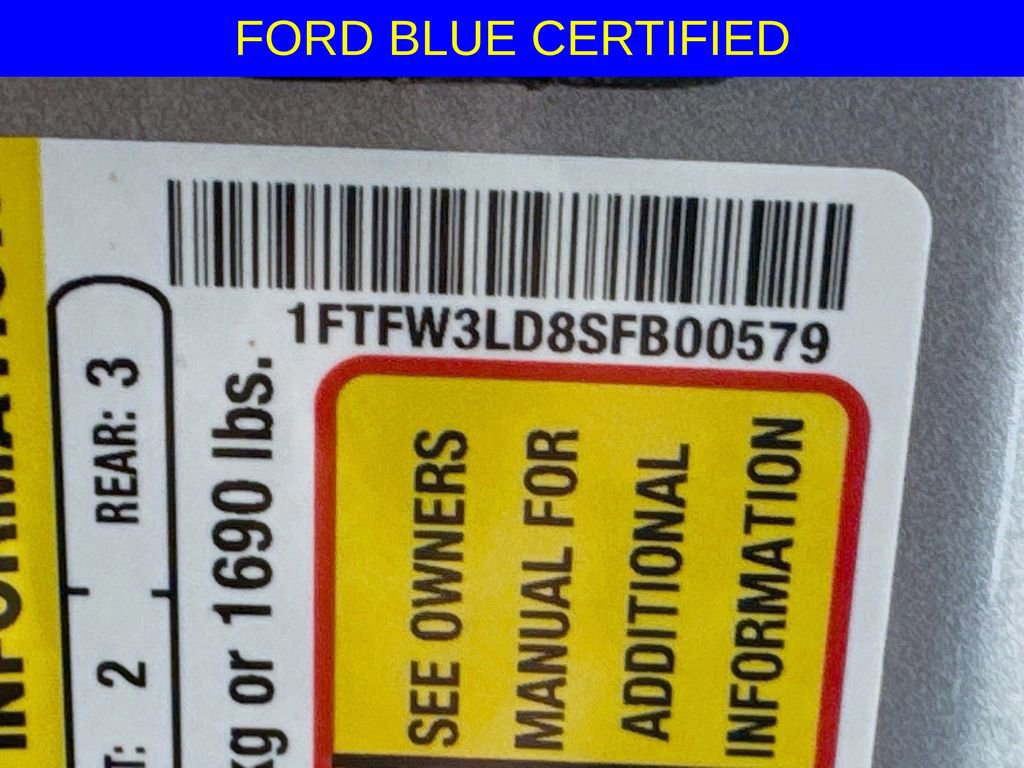 FORD BLUE CERTIFIED
1FTFW3LD8SFB00579
REAR: 3
2
kg or 1690 lbs.
SEE OWNERS
MANUAL FOR
ADDITIONAL
INFORMATION